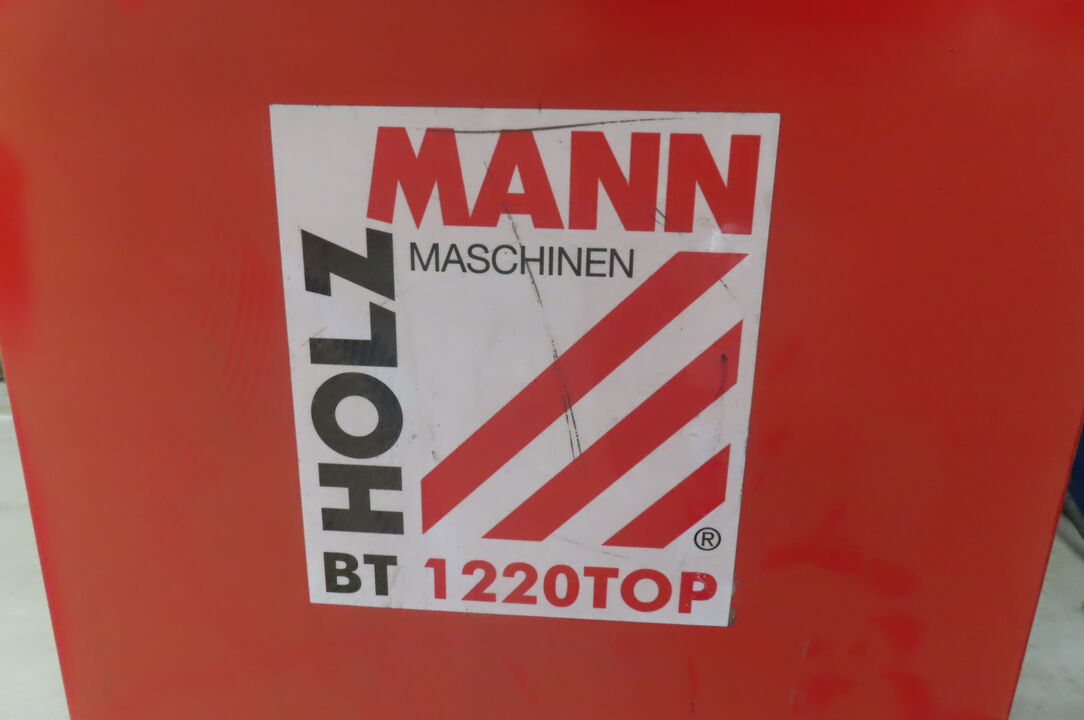 HOLZ
MANN
MASCHINEN
®
BT 1220TOP